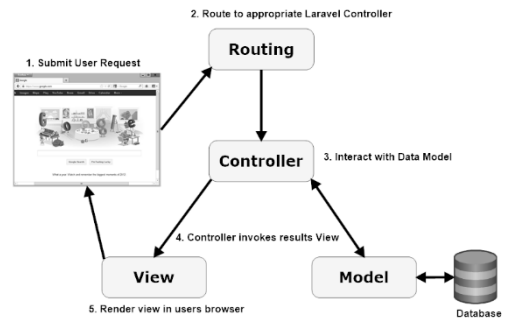 2. Route to appropriate Laravel Controller
Routing
1. Submit User Request
Controller
3. Interact with Data Model
4. Controller invokes results View
View
Model
5. Render view in users browser
Database